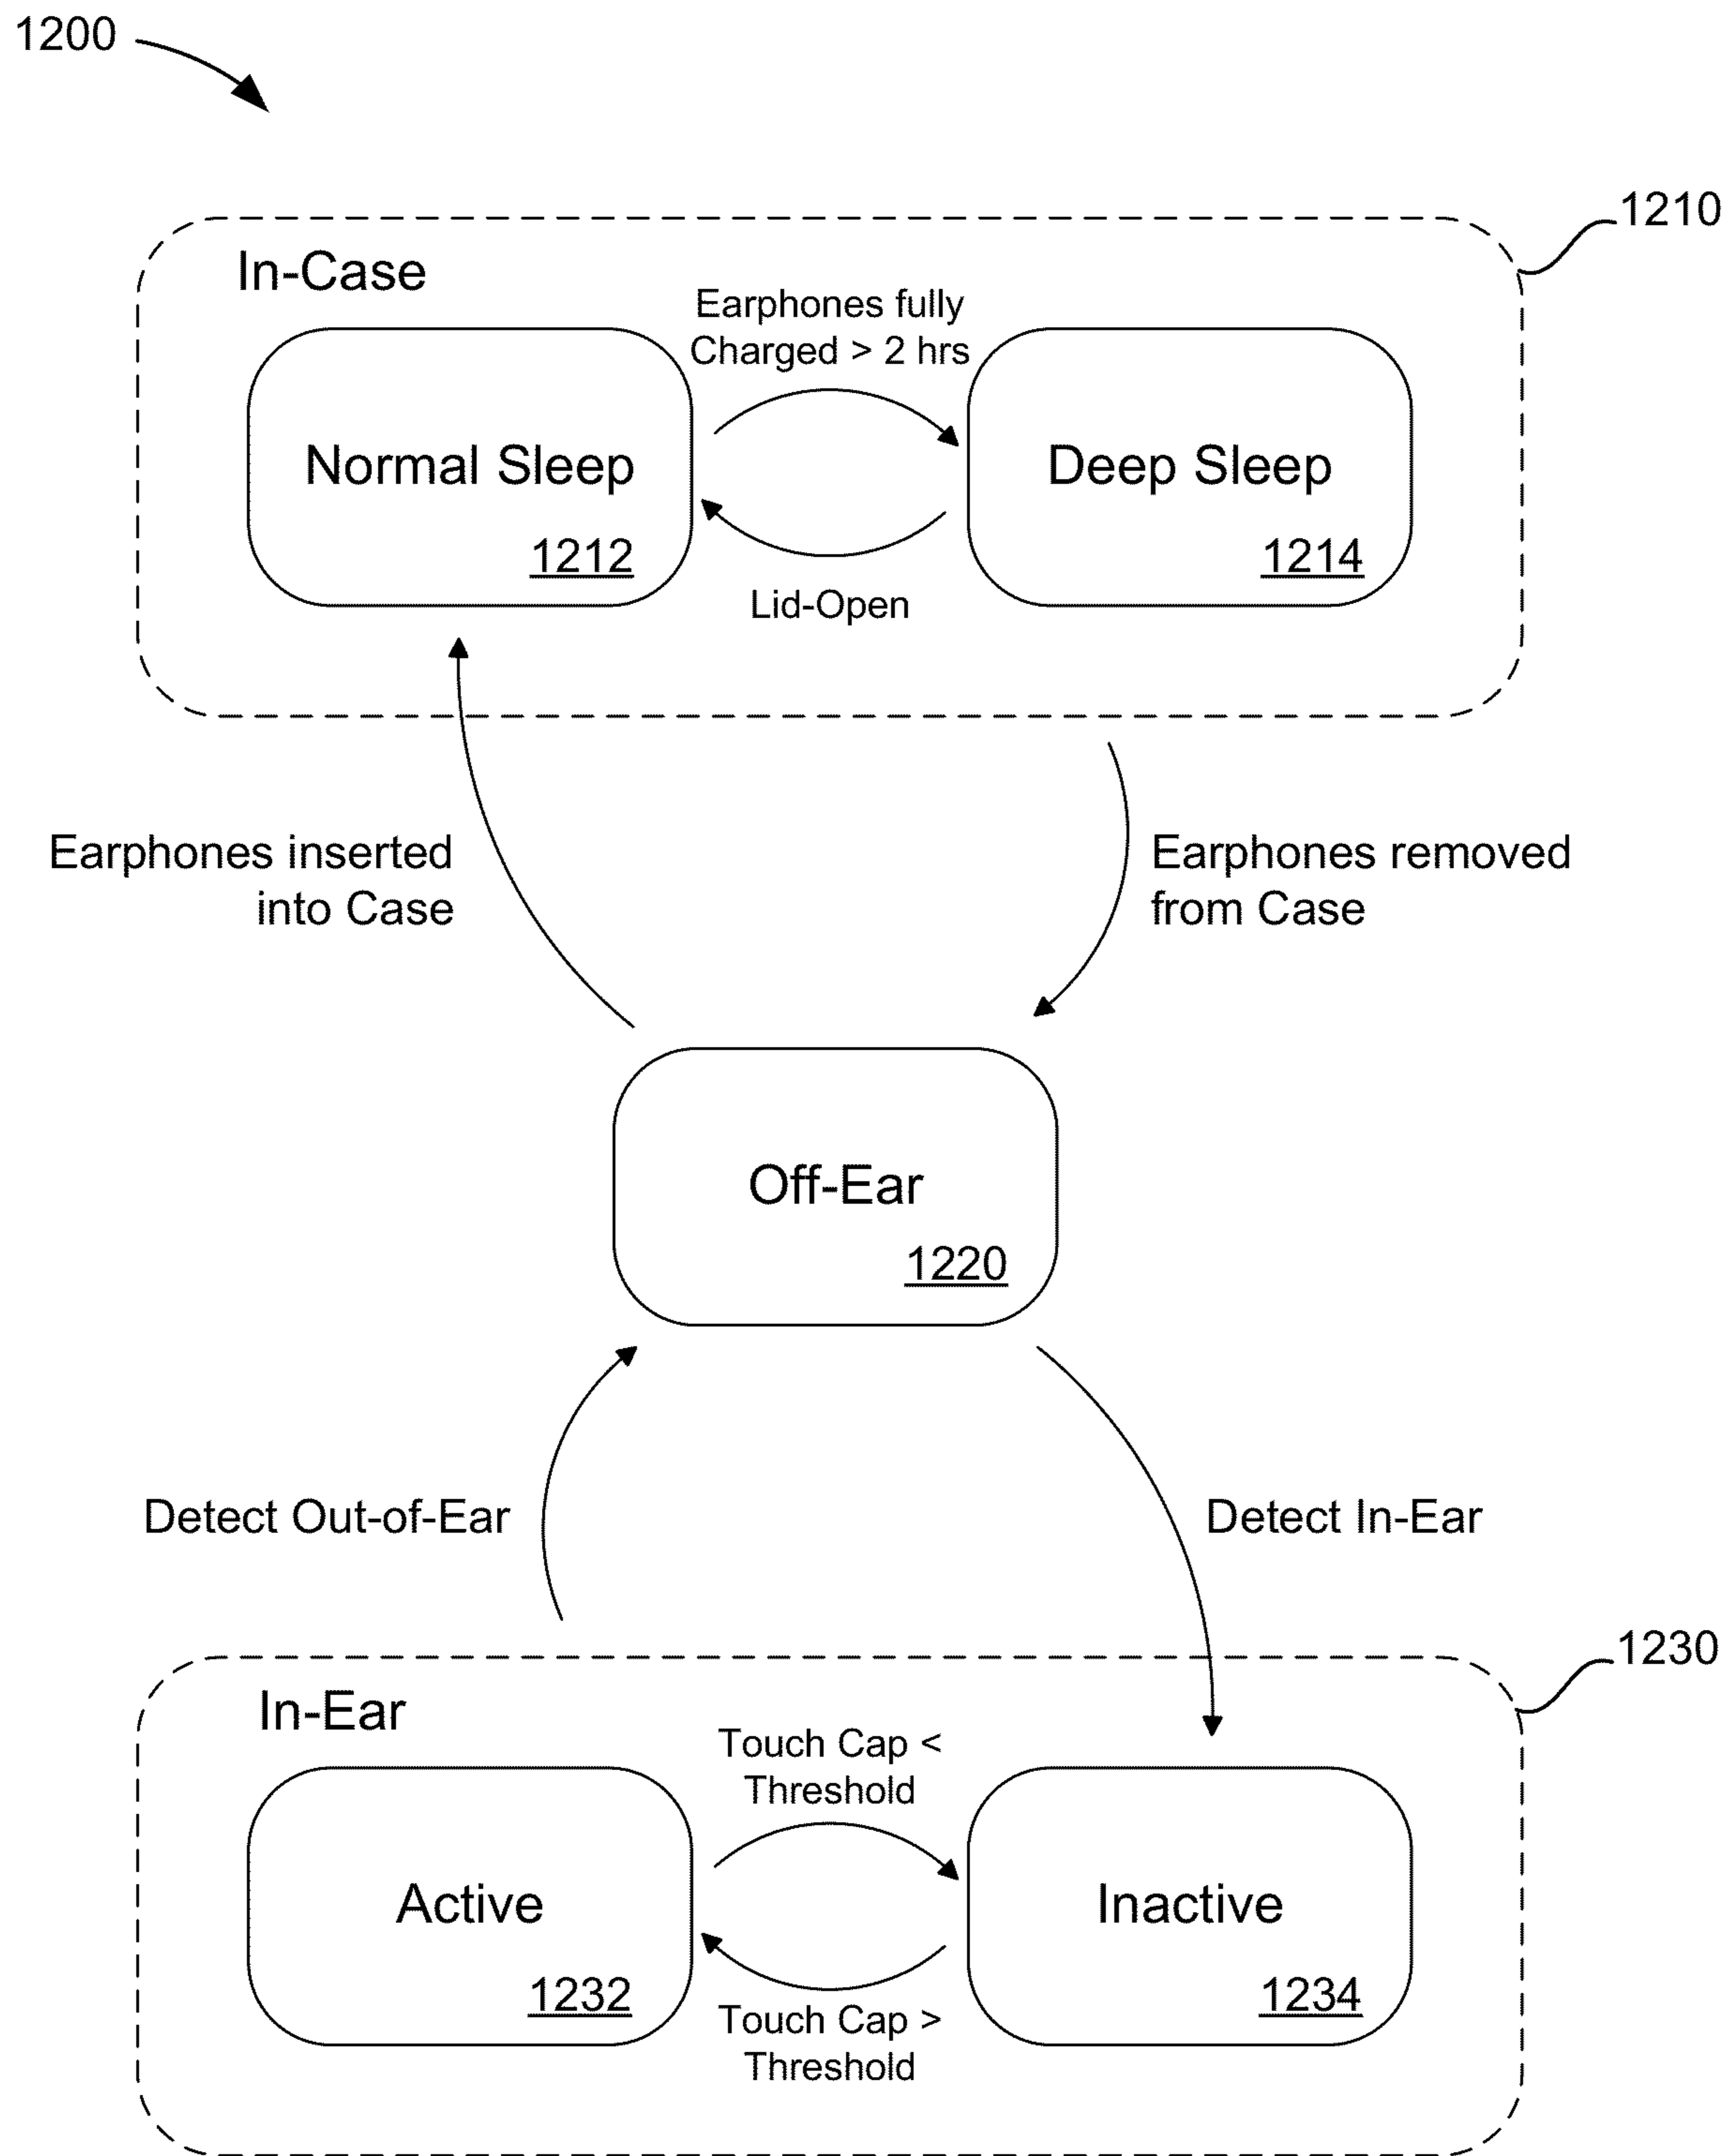 1200
1210
In-Case
Earphones fully
Charged > 2 hrs
Normal Sleep
1212
Deep Sleep
1214
Lid-Open
Earphones inserted
into Case
Earphones removed
from Case
Off-Ear
1220
Detect Out-of-Ear
Detect In-Ear
1230
In-Ear
Touch Cap <
Threshold
Active
1232
Inactive
1234
Touch Cap >
Threshold